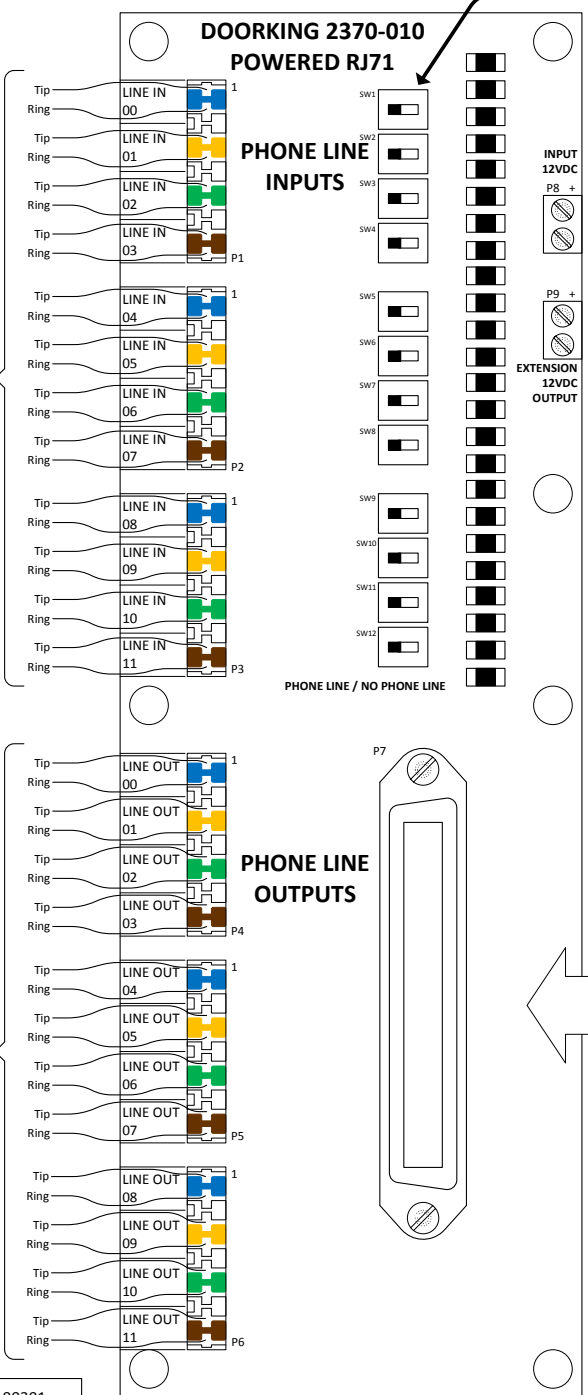 DOORKING 2370-010
POWERED RJ71
PHONE LINE
INPUTS
Tip
Ring
LINE IN
00
1
Tip
Ring
LINE IN
01
Tip
Ring
LINE IN
02
Tip
Ring
LINE IN
03
P1
Tip
Ring
LINE IN
04
1
Tip
Ring
LINE IN
05
Tip
Ring
LINE IN
06
Tip
Ring
LINE IN
07
P2
Tip
Ring
LINE IN
08
1
Tip
Ring
LINE IN
09
Tip
Ring
LINE IN
10
Tip
Ring
LINE IN
11
P3
SW1
SW2
SW3
SW4
SW5
SW6
SW7
SW8
SW9
SW10
SW11
SW12
PHONE LINE / NO PHONE LINE
INPUT
12VDC
P8 +
P9 +
EXTENSION
12VDC
OUTPUT
PHONE LINE
OUTPUTS
Tip
Ring
LINE OUT
00
1
Tip
Ring
LINE OUT
01
Tip
Ring
LINE OUT
02
Tip
Ring
LINE OUT
03
P4
Tip
Ring
LINE OUT
04
1
Tip
Ring
LINE OUT
05
Tip
Ring
LINE OUT
06
Tip
Ring
LINE OUT
07
P5
Tip
Ring
LINE OUT
08
1
Tip
Ring
LINE OUT
09
Tip
Ring
LINE OUT
10
Tip
Ring
LINE OUT
11
P6
P7